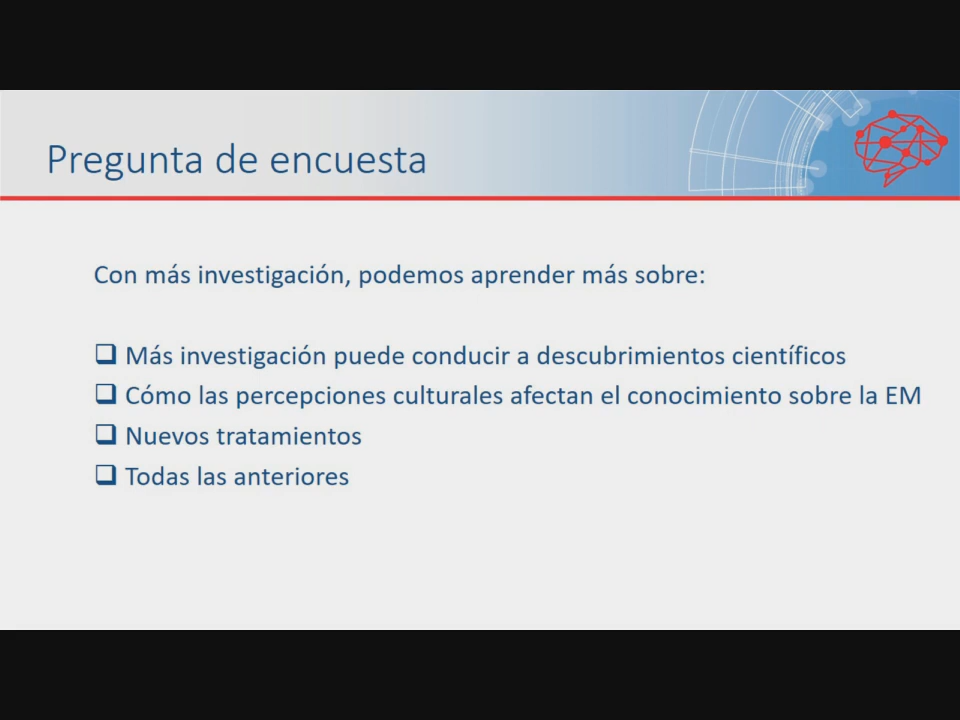 Pregunta de encuesta
Con más investigación, podemos aprender más sobre:
Más investigación puede conducir a descubrimientos científicos
Cómo las percepciones culturales afectan el conocimiento sobre la EM
Nuevos tratamientos
Todas las anteriores